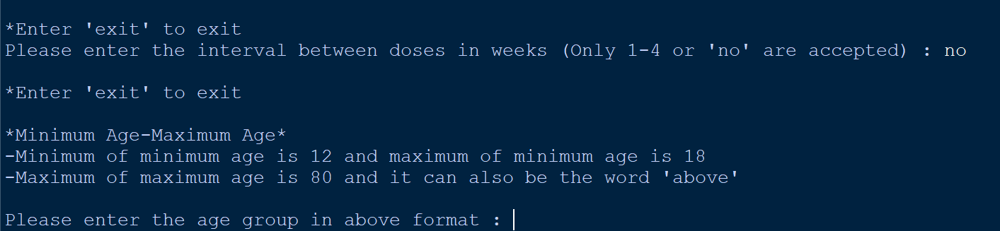 *Enter 'exit' to exit
Please enter the interval between doses in weeks (Only 1-4 or 'no' are accepted) : no
*Enter 'exit' to exit
*Minimum Age-Maximum Age*
-Minimum of minimum age is 12 and maximum of minimum age is 18
-Maximum of maximum age is 80 and it can also be the word 'above'
Please enter the age group in above format :